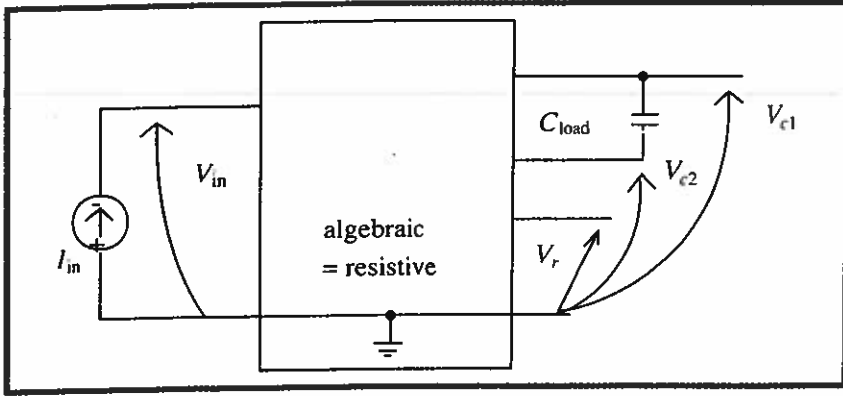 C_load
V_c1
V_in
V_c2
algebraic
= resistive
V_r
I_in
-
+